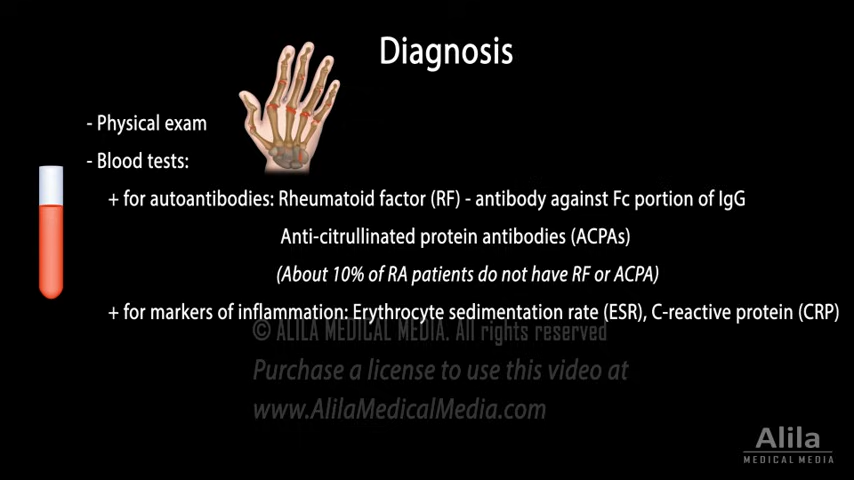 Diagnosis
- Physical exam
- Blood tests:
+ for autoantibodies: Rheumatoid factor (RF) - antibody against Fc portion of IgG
Anti-citrullinated protein antibodies (ACPAs)
(About 10% of RA patients do not have RF or ACPA)
+ for markers of inflammation: Erythrocyte sedimentation rate (ESR), C-reactive protein (CRP)
© ALILA MEDICAL MEDIA. All rights reserved
Purchase a license to use this video at
www.AlilaMedicalMedia.com
Alila
MEDICAL MEDIA